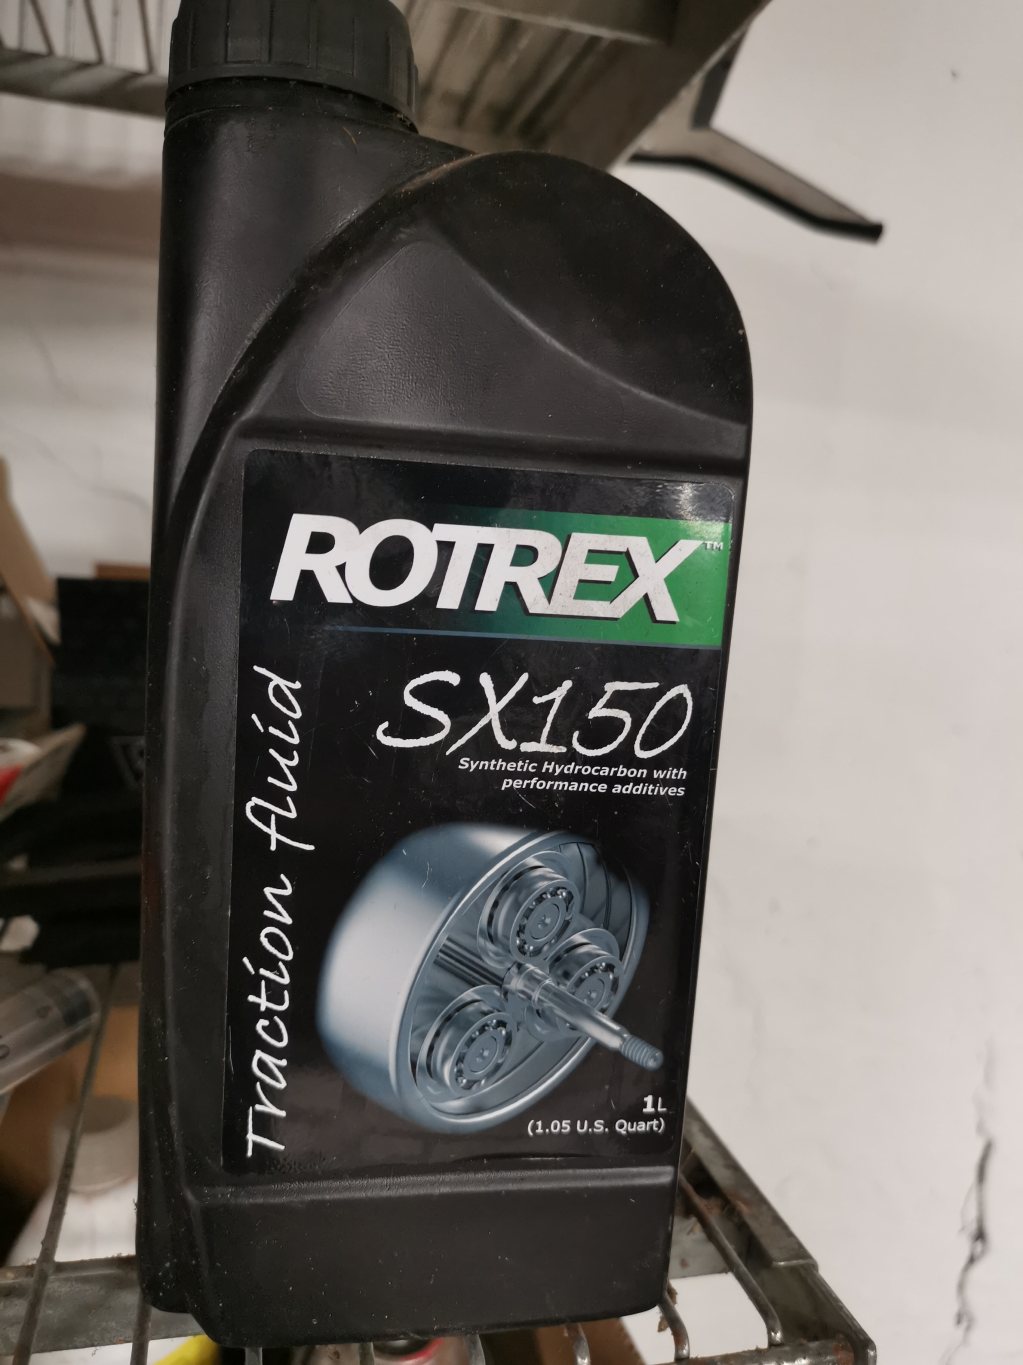 ROTREX™
SX150
Synthetic Hydrocarbon with
performance additives
Traction fluid
1L
(1.05 U.S. Quart)